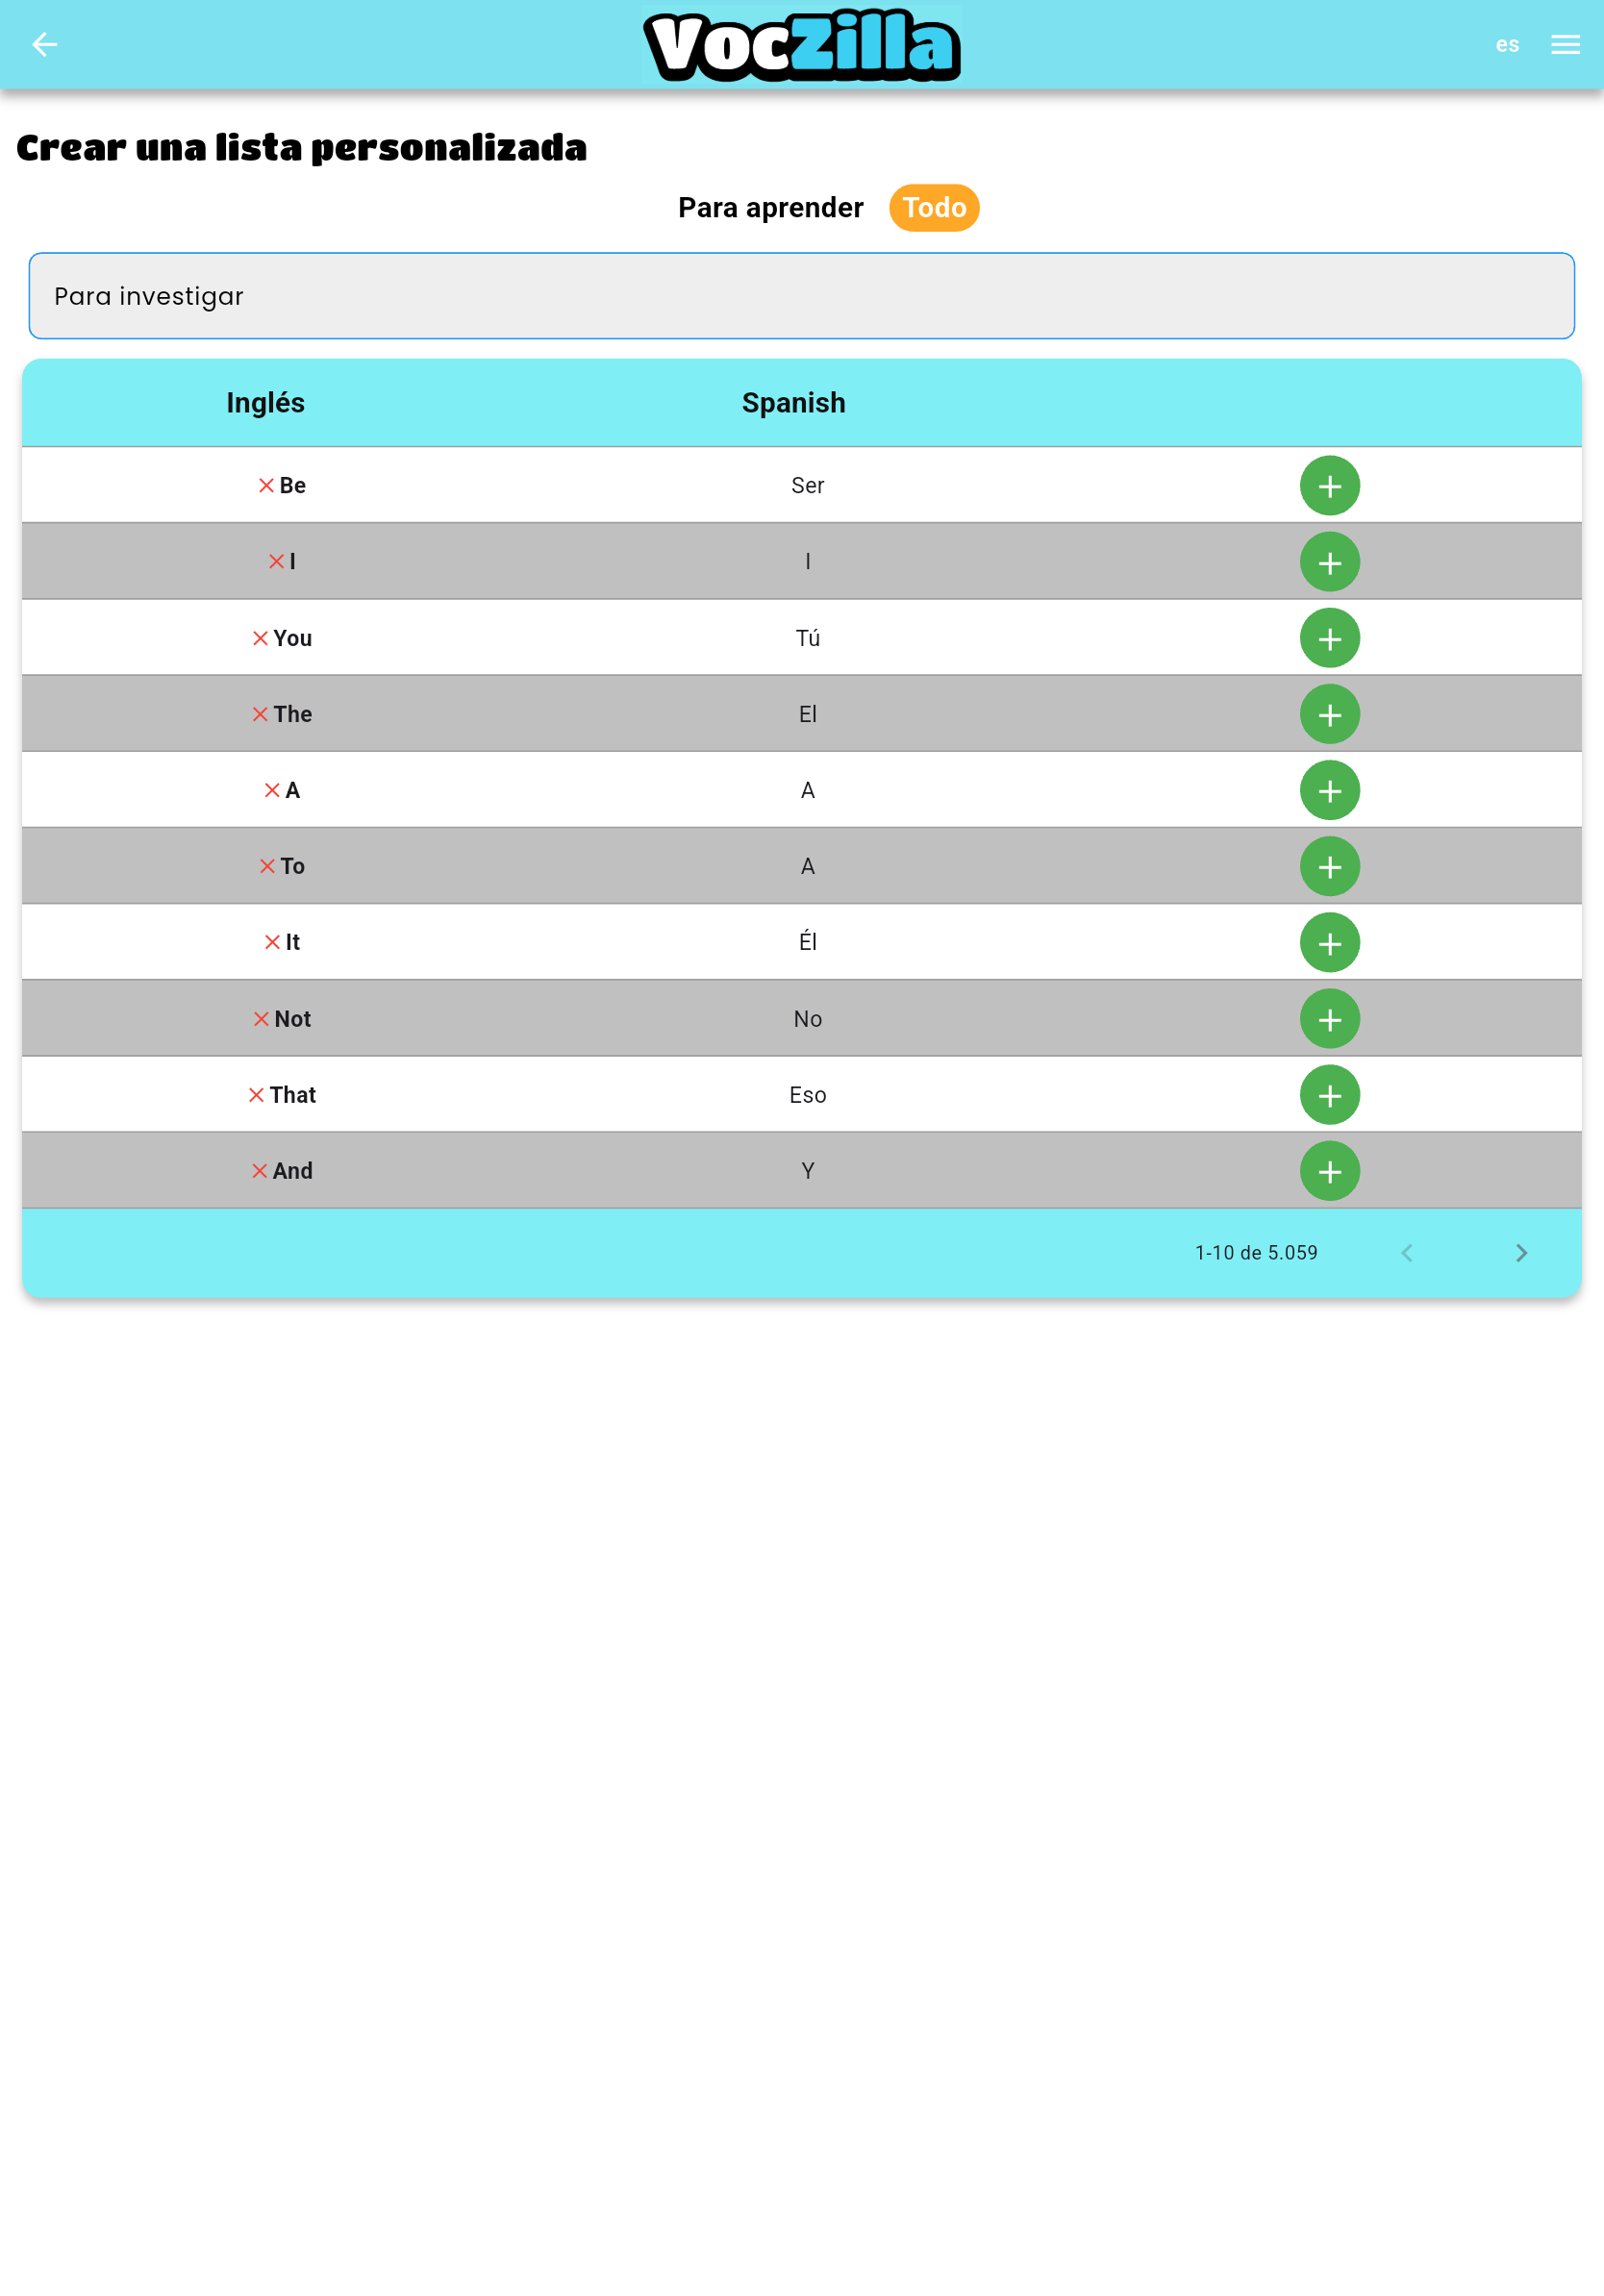 VocZilla
es
Crear una lista personalizada
Para aprender Todo
Para investigar
Inglés Spanish
Be Ser
I I
You Tú
The El
A A
To A
It Él
Not No
That Eso
And Y
1-10 de 5.059